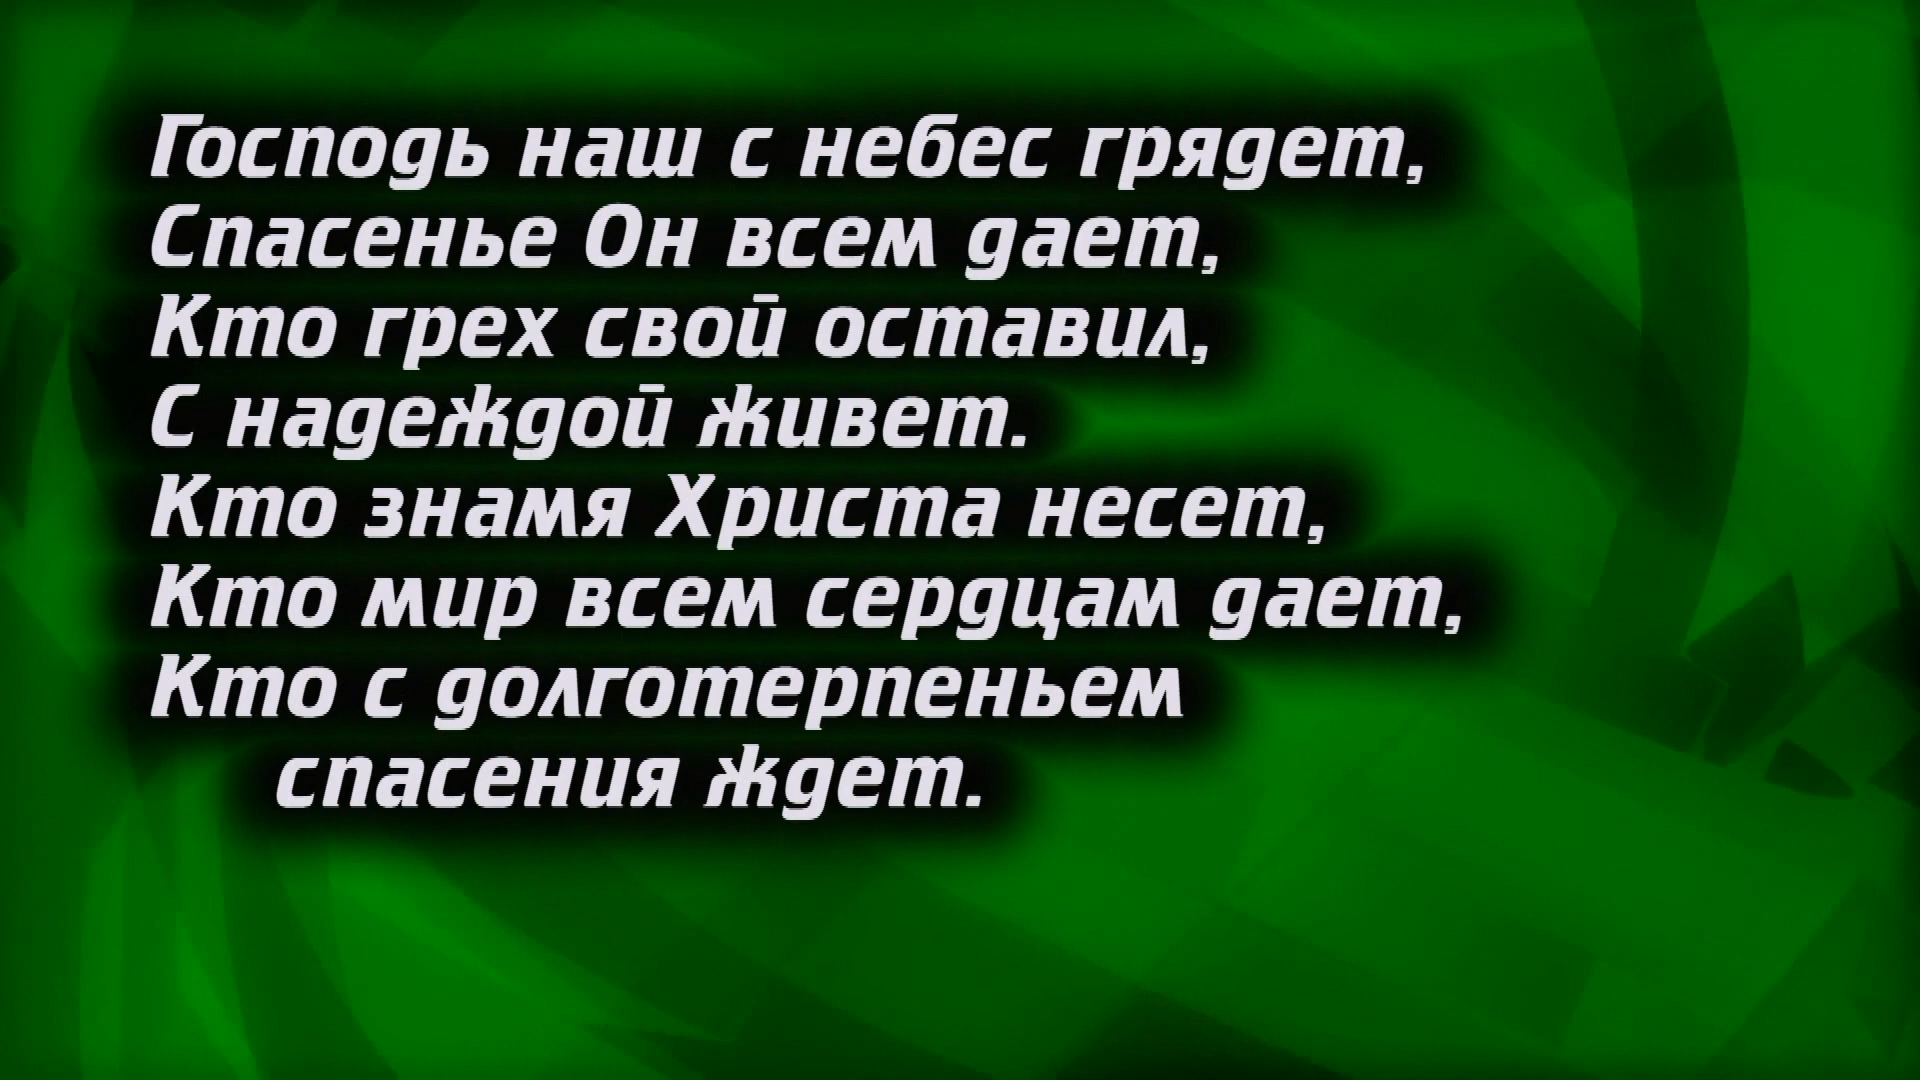 Господь наш с небес грядет,
Спасенье Он всем дает,
Кто грех свой оставил,
С надеждой живет.
Кто знамя Христа несет,
Кто мир всем сердцам дает,
Кто с долготерпеньем
спасения ждет.